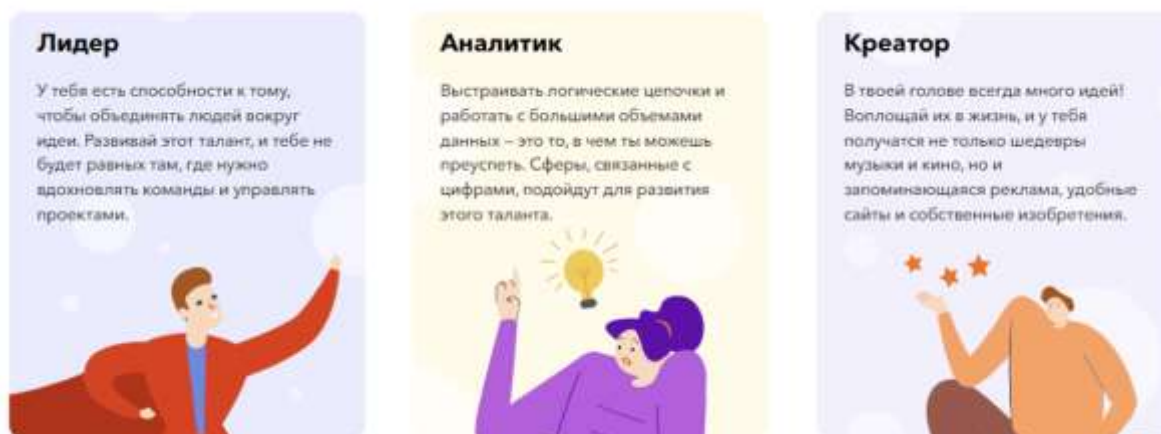 Лидер
У тебя есть способности к тому,
чтобы объединять людей вокруг
идеи. Развивай этот талант, и тебе не
будет равных там, где нужно
вдохновлять команды и управлять
проектами.
Аналитик
Выстраивать логические цепочки и
работать с большими объемами
данных – это то, в чем ты можешь
преуспеть. Сферы, связанные с
цифрами, подойдут для развития
этого таланта.
Креатор
В твоей голове всегда много идей!
Воплощай их в жизнь, и у тебя
получатся не только шедевры
музыки и кино, но и
запоминающаяся реклама, удобные
сайты и собственные изобретения.